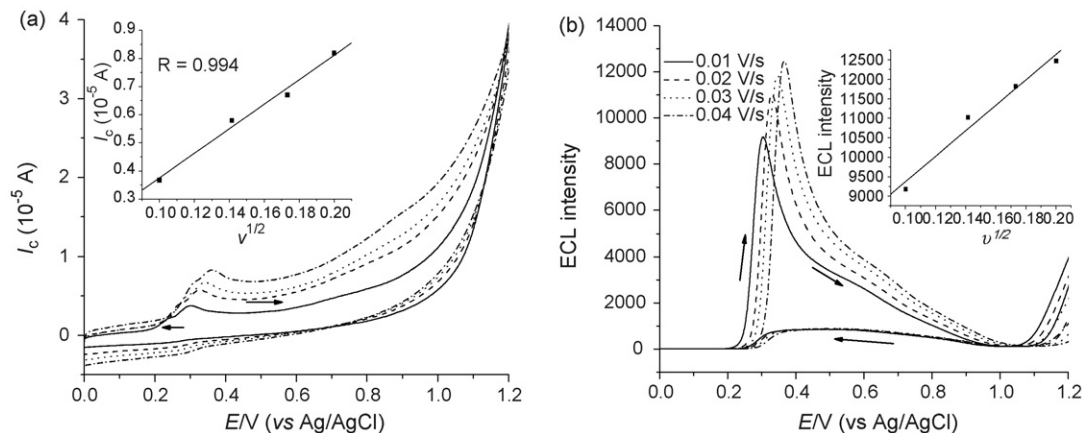 (a)
4
3
2
1
0
I_c (10^-5 A)
0.0 0.2 0.4 0.6 0.8 1.0 1.2
E/V (vs Ag/AgCl)
0.9
0.8
0.7
0.6
0.5
0.4
0.3
I_c (10^-5 A)
R = 0.994
0.10 0.12 0.14 0.16 0.18 0.20
v^1/2
(b)
14000
12000
10000
8000
6000
4000
2000
0
ECL intensity
0.0 0.2 0.4 0.6 0.8 1.0 1.2
E/V (vs Ag/AgCl)
0.01 V/s
0.02 V/s
0.03 V/s
0.04 V/s
12500
12000
11500
11000
10500
10000
9500
9000
ECL intensity
0.100.120.140.160.180.20
υ^1/2